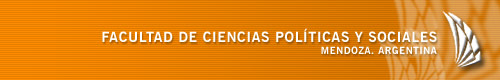 FACULTAD DE CIENCIAS POLÍTICAS Y SOCIALES
MENDOZA. ARGENTINA